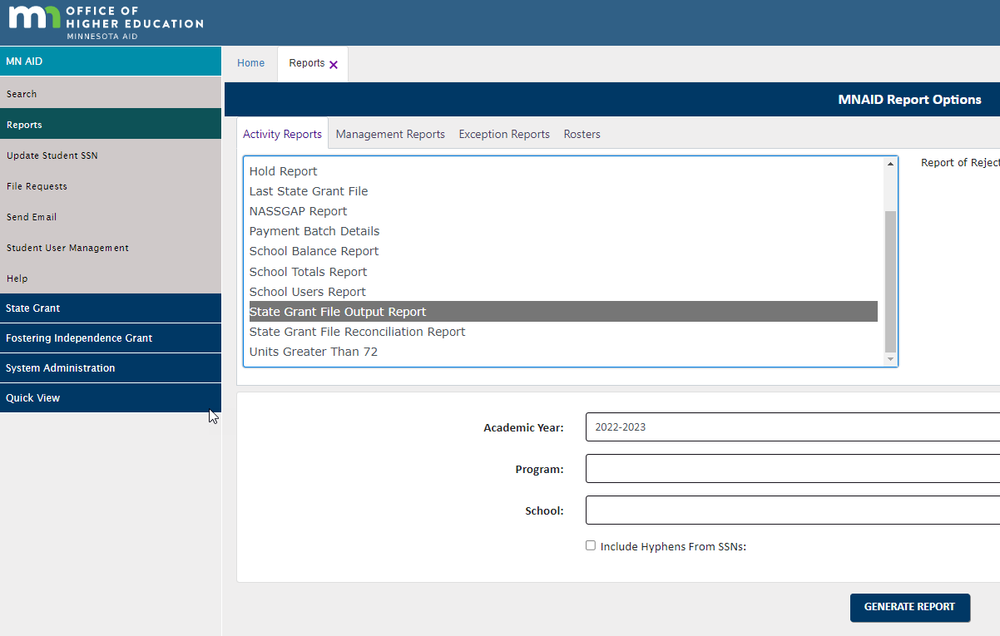 mn OFFICE OF
HIGHER EDUCATION
MINNESOTA AID
MN AID
Search
Reports
Update Student SSN
File Requests
Send Email
Student User Management
Help
State Grant
Fostering Independence Grant
System Administration
Quick View
Home Reports
MNAID Report Options
Activity Reports Management Reports Exception Reports Rosters
Hold Report
Last State Grant File
NASSGAP Report
Payment Batch Details
School Balance Report
School Totals Report
School Users Report
State Grant File Output Report
State Grant File Reconciliation Report
Units Greater Than 72
Report of Reject
Academic Year: 2022-2023
Program:
School:
Include Hyphens From SSNs:
GENERATE REPORT